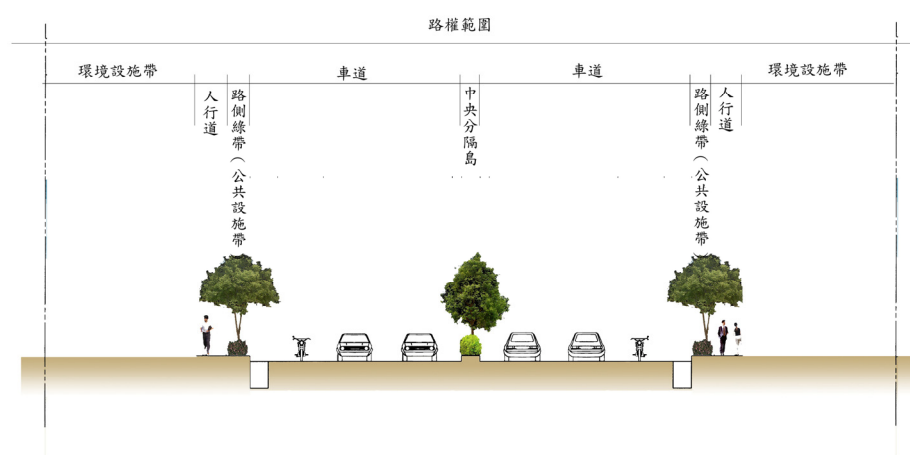 路權範圍
環境設施帶
車道
車道
環境設施帶
人行道
路側綠帶(公共設施帶
中央分隔島
路側綠帶(公共設施帶
人行道